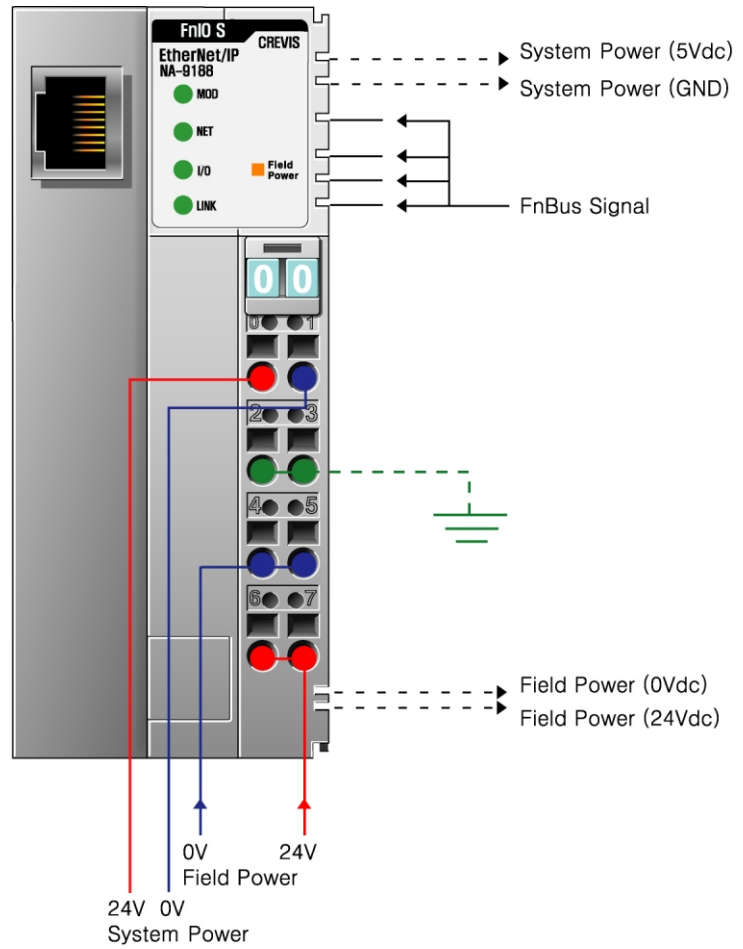 FnIO S
CREVIS
EtherNet/IP
NA-9188
MOD
NET
I/O
LINK
Field
Power
System Power (5Vdc)
System Power (GND)
FnBus Signal
0 0
0 1
2 3
4 5
6 7
Field Power (0Vdc)
Field Power (24Vdc)
0V 24V
Field Power
24V 0V
System Power